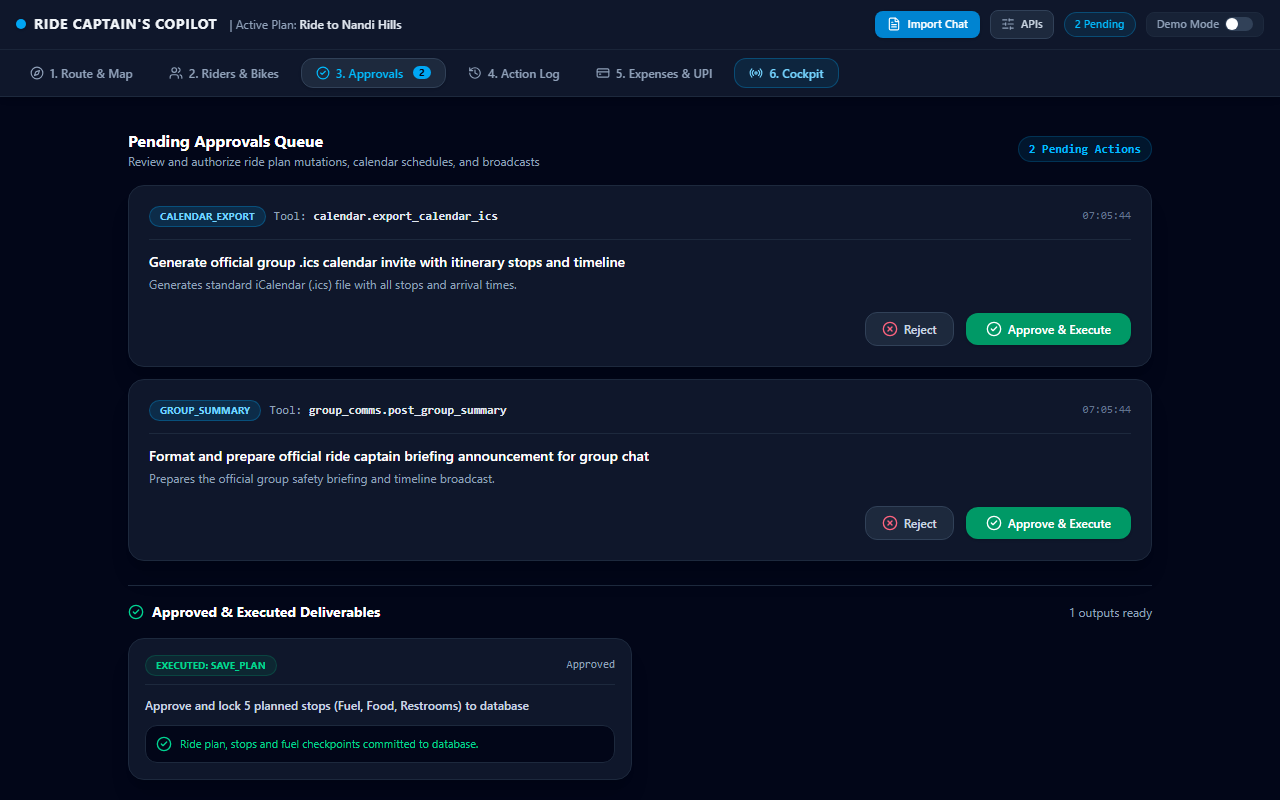 RIDE CAPTAIN'S COPILOT | Active Plan: Ride to Nandi Hills Import Chat APIs 2 Pending Demo Mode
1. Route & Map 2. Riders & Bikes 3. Approvals 2 4. Action Log 5. Expenses & UPI 6. Cockpit
Pending Approvals Queue
Review and authorize ride plan mutations, calendar schedules, and broadcasts
2 Pending Actions
CALENDAR_EXPORT Tool: calendar.export_calendar_ics 07:05:44
Generate official group .ics calendar invite with itinerary stops and timeline
Generates standard iCalendar (.ics) file with all stops and arrival times.
Reject Approve & Execute
GROUP_SUMMARY Tool: group_comms.post_group_summary 07:05:44
Format and prepare official ride captain briefing announcement for group chat
Prepares the official group safety briefing and timeline broadcast.
Reject Approve & Execute
Approved & Executed Deliverables 1 outputs ready
EXECUTED: SAVE_PLAN Approved
Approve and lock 5 planned stops (Fuel, Food, Restrooms) to database
Ride plan, stops and fuel checkpoints committed to database.